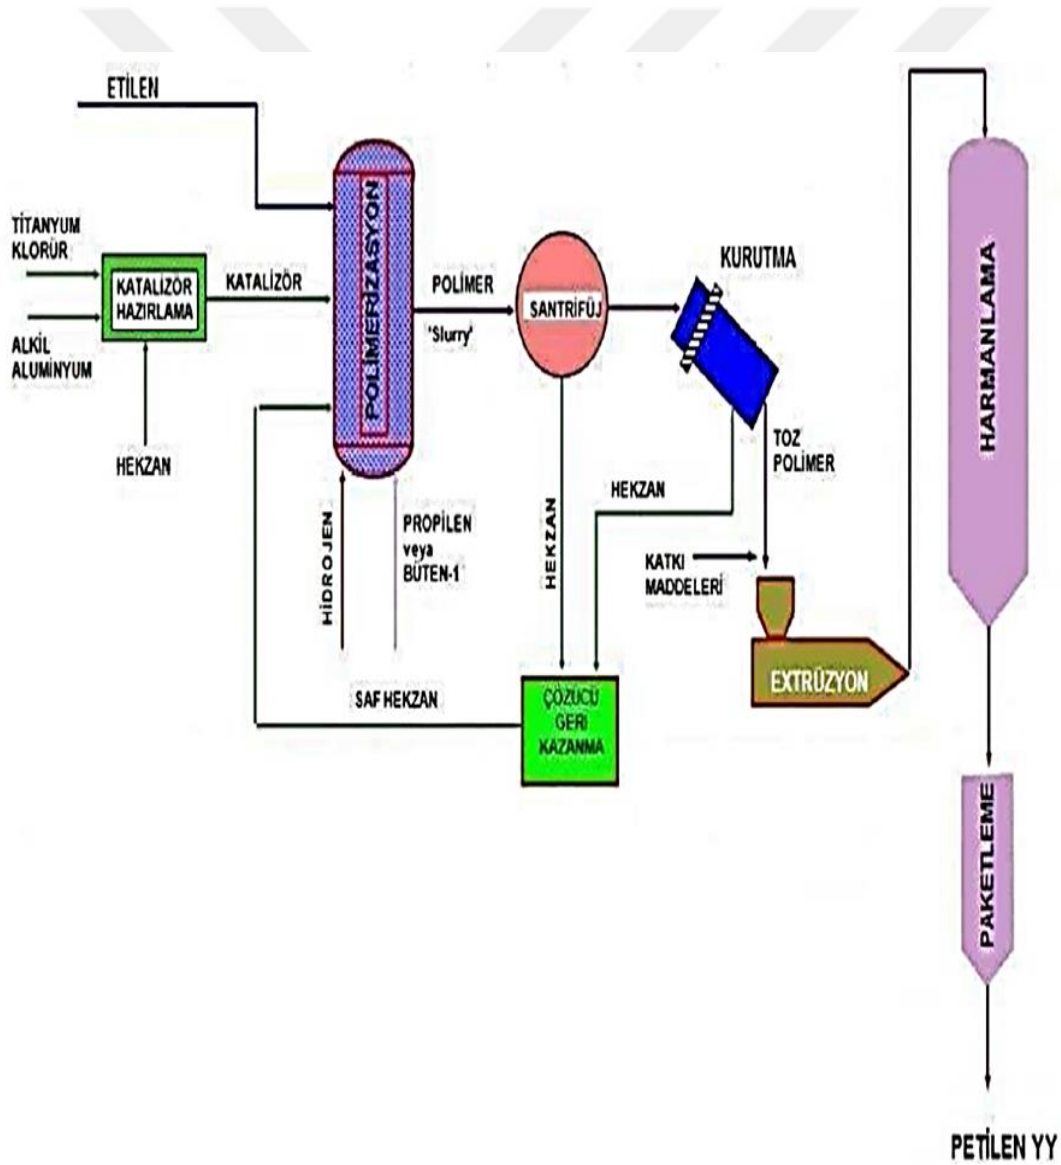 ETİLEN
TİTANYUM
KLORÜR
KATALİZÖR
HAZIRLAMA
KATALİZÖR
ALKİL
ALUMİNYUM
HEKZAN
POLİMERİZASYON
POLİMER
'Slurry'
SANTRİFÜJ
KURUTMA
TOZ
POLİMER
HEKZAN
HEKZAN
HİDROJEN
PROPİLEN
veya
BÜTEN-1
KATKI
MADDELERİ
EXTRÜZYON
SAF HEKZAN
ÇÖZÜCÜ
GERİ
KAZANMA
HARMANLAMA
PAKETLEME
PETİLEN YY